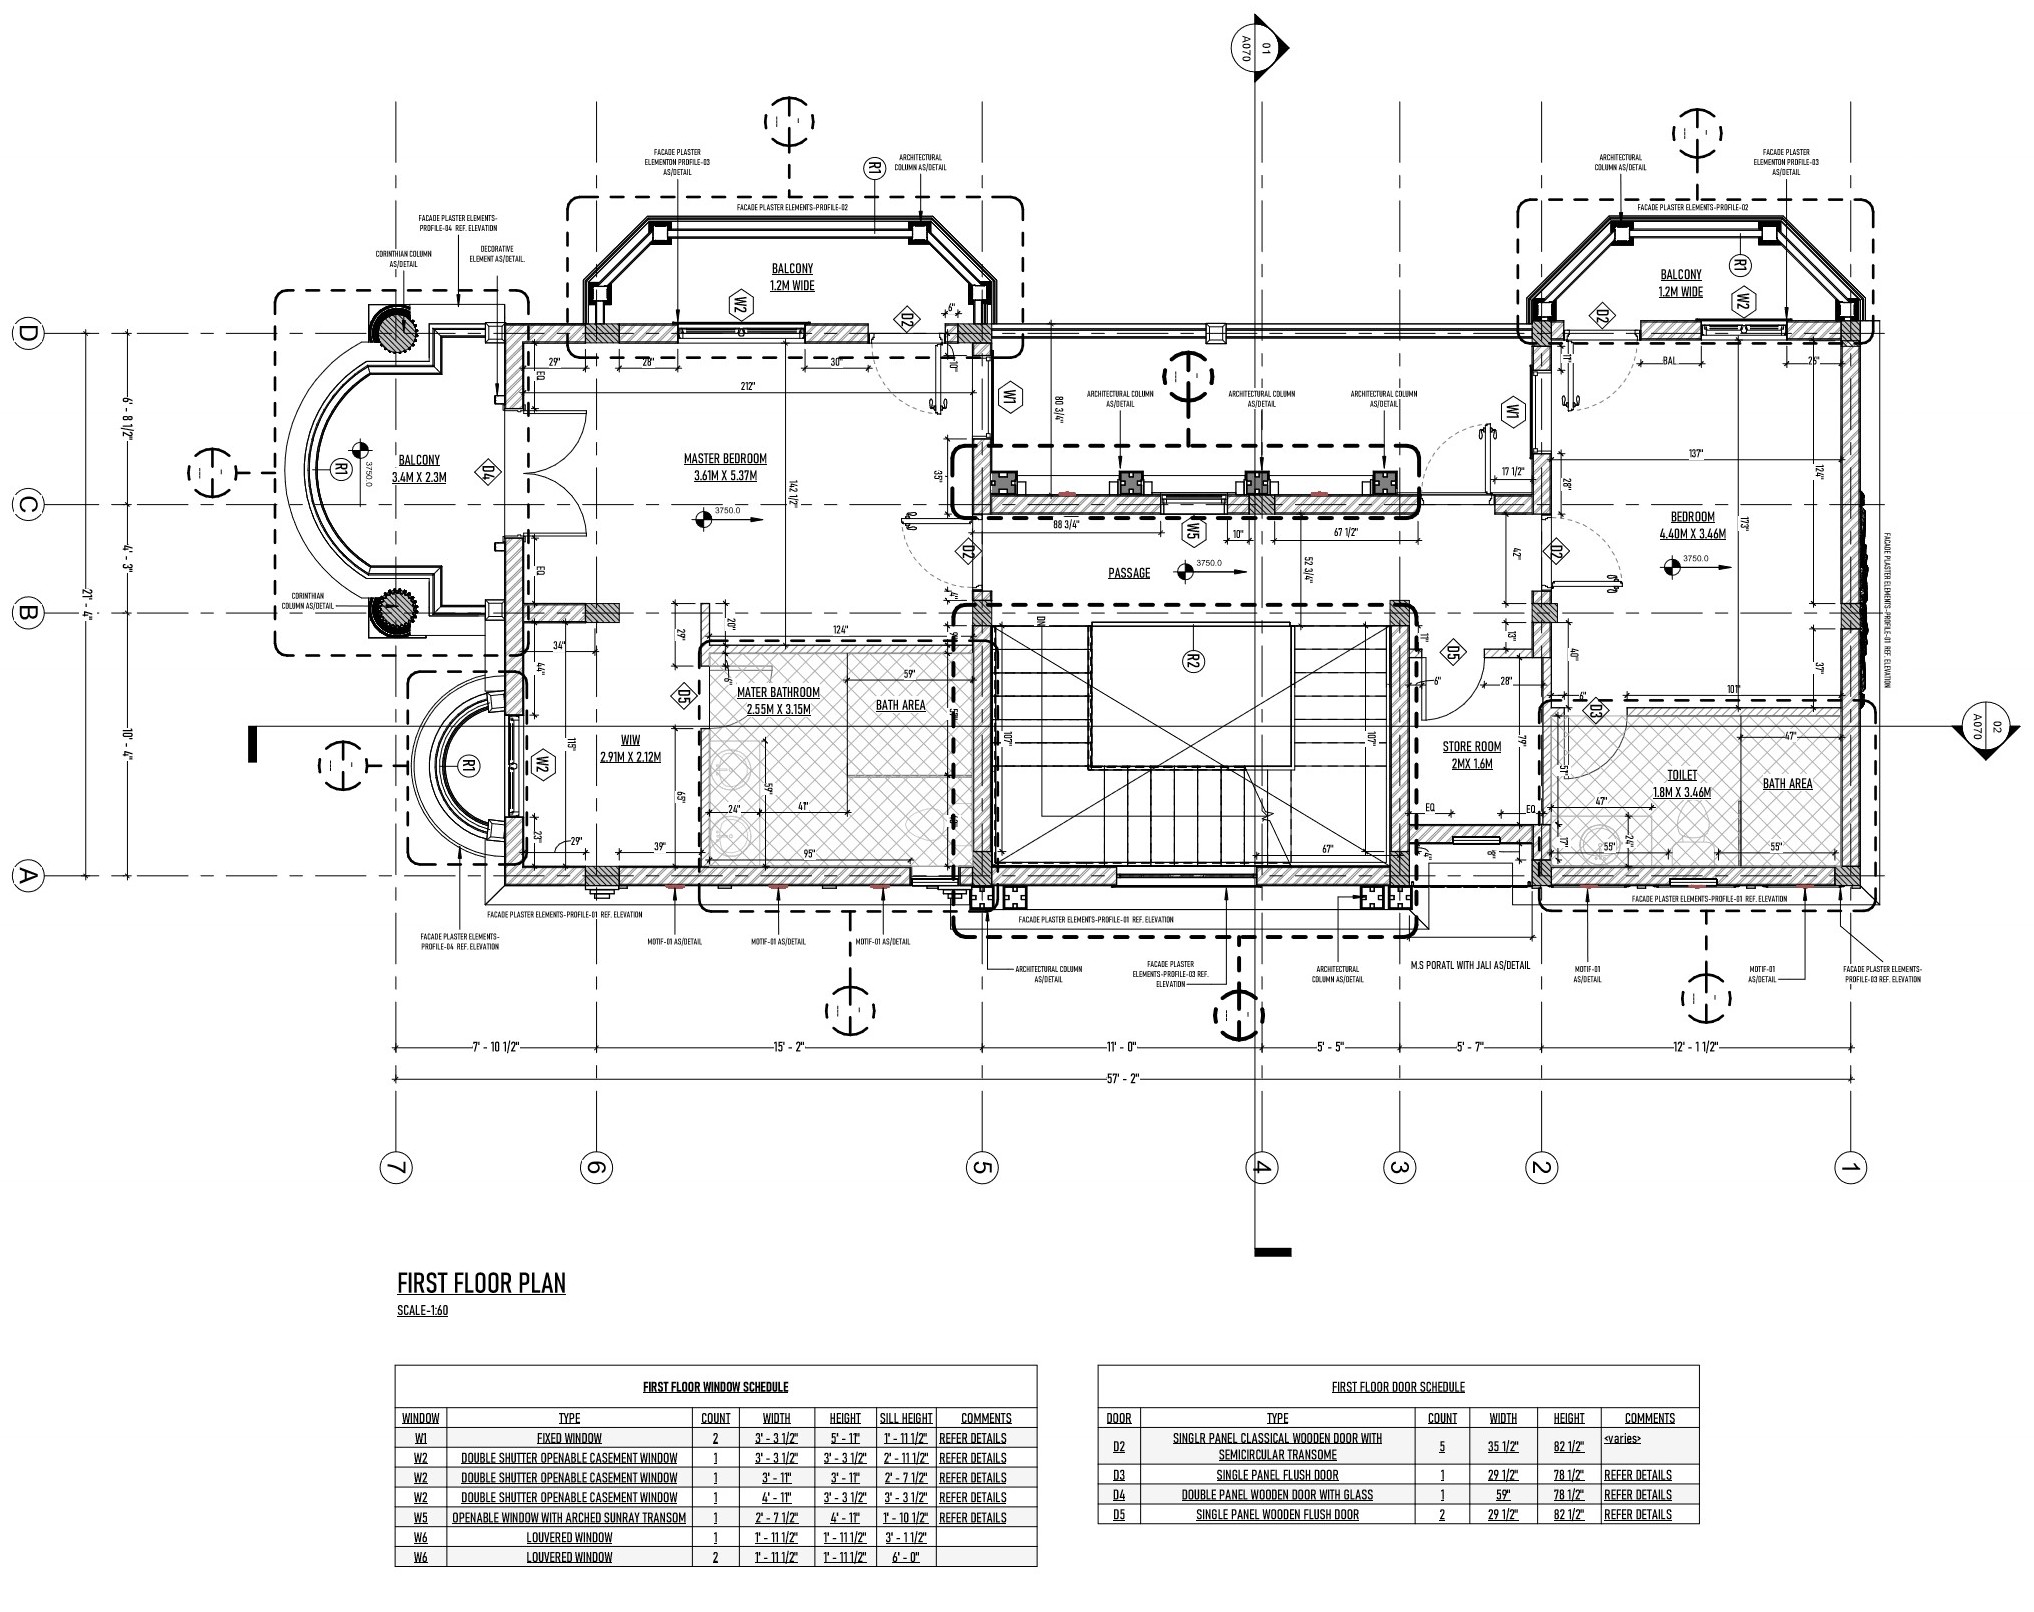 01
A070
FACADE PLASTER
ELEMENTON PROFILE-03
AS/DETAIL
R1
ARCHITECTURAL
COLUMN AS/DETAIL
ARCHITECTURAL
COLUMN AS/DETAIL
FACADE PLASTER
ELEMENTON PROFILE-03
AS/DETAIL
FACADE PLASTER ELEMENTS-PROFILE-02
FACADE PLASTER ELEMENTS-PROFILE-02
FACADE PLASTER ELEMENTS-
PROFILE-04 REF. ELEVATION
CORINTHIAN COLUMN
AS/DETAIL
DECORATIVE
ELEMENT AS/DETAIL.
BALCONY
1.2M WIDE
W2
D2
6"
BALCONY
1.2M WIDE
R1
W2
D2
D
29"
EQ
28"
30"
10"
212"
W1
80 3/4"
ARCHITECTURAL COLUMN
AS/DETAIL
ARCHITECTURAL COLUMN
AS/DETAIL
ARCHITECTURAL COLUMN
AS/DETAIL
W1
11"
BAL
25"
6' - 8 1/2"
R1
3750.0
BALCONY
3.4M X 2.3M
D4
MASTER BEDROOM
3.61M X 5.37M
142 1/2"
35"
17 1/2"
137"
28"
124"
C
3750.0
88 3/4"
W5
10"
67 1/2"
BEDROOM
4.40M X 3.46M
173"
4' - 3"
21' - 4"
EQ
D2
PASSAGE
3750.0
52 3/4"
42"
D2
3750.0
FACADE PLASTER ELEMENTS-PROFILE-01 REF. ELEVATION
CORINTHIAN
COLUMN AS/DETAIL
4"
B
DN
34"
44"
29"
20"
124"
R2
11"
D5
13"
40"
37"
6"
59"
D5
MATER BATHROOM
2.55M X 3.15M
BATH AREA
6"
28"
6"
101"
D3
10' - 4"
R1
W2
WIW
2.91M X 2.12M
115"
107"
107"
STORE ROOM
2MX 1.6M
79"
47"
02
A070
51"
TOILET
1.8M X 3.46M
BATH AREA
65"
59"
24"
41"
EQ
EQ
47"
23"
29"
39"
95"
67"
4"
8"
17"
55"
24"
55"
A
FACADE PLASTER ELEMENTS-PROFILE-01 REF. ELEVATION
FACADE PLASTER ELEMENTS-PROFILE-01 REF. ELEVATION
FACADE PLASTER ELEMENTS-PROFILE-01 REF. ELEVATION
FACADE PLASTER ELEMENTS-
PROFILE-04 REF. ELEVATION
MOTIF-01 AS/DETAIL
MOTIF-01 AS/DETAIL
MOTIF-01 AS/DETAIL
ARCHITECTURAL COLUMN
AS/DETAIL
FACADE PLASTER
ELEMENTS-PROFILE-03 REF.
ELEVATION
ARCHITECTURAL
COLUMN AS/DETAIL
M.S PORATL WITH JALI AS/DETAIL
MOTIF-01
AS/DETAIL
MOTIF-01
AS/DETAIL
FACADE PLASTER ELEMENTS-
PROFILE-03 REF. ELEVATION
7' - 10 1/2"
15' - 2"
11' - 0"
5' - 5"
5' - 7"
12' - 1 1/2"
57' - 2"
7
6
5
4
3
2
1
FIRST FLOOR PLAN
SCALE-1:60
FIRST FLOOR WINDOW SCHEDULE
WINDOW TYPE COUNT WIDTH HEIGHT SILL HEIGHT COMMENTS
W1 FIXED WINDOW 2 3' - 3 1/2" 5' - 11" 1' - 11 1/2" REFER DETAILS
W2 DOUBLE SHUTTER OPENABLE CASEMENT WINDOW 1 3' - 3 1/2" 3' - 3 1/2" 2' - 11 1/2" REFER DETAILS
W2 DOUBLE SHUTTER OPENABLE CASEMENT WINDOW 1 3' - 11" 3' - 11" 2' - 7 1/2" REFER DETAILS
W2 DOUBLE SHUTTER OPENABLE CASEMENT WINDOW 1 4' - 11" 3' - 3 1/2" 3' - 3 1/2" REFER DETAILS
W5 OPENABLE WINDOW WITH ARCHED SUNRAY TRANSOM 1 2' - 7 1/2" 4' - 11" 1' - 10 1/2" REFER DETAILS
W6 LOUVERED WINDOW 1 1' - 11 1/2" 1' - 11 1/2" 3' - 1 1/2"
W6 LOUVERED WINDOW 2 1' - 11 1/2" 1' - 11 1/2" 6' - 0"
FIRST FLOOR DOOR SCHEDULE
DOOR TYPE COUNT WIDTH HEIGHT COMMENTS
D2 SINGLR PANEL CLASSICAL WOODEN DOOR WITH
SEMICIRCULAR TRANSOME 5 35 1/2" 82 1/2" <varies>
D3 SINGLE PANEL FLUSH DOOR 1 29 1/2" 78 1/2" REFER DETAILS
D4 DOUBLE PANEL WOODEN DOOR WITH GLASS 1 59" 78 1/2" REFER DETAILS
D5 SINGLE PANEL WOODEN FLUSH DOOR 2 29 1/2" 82 1/2" REFER DETAILS